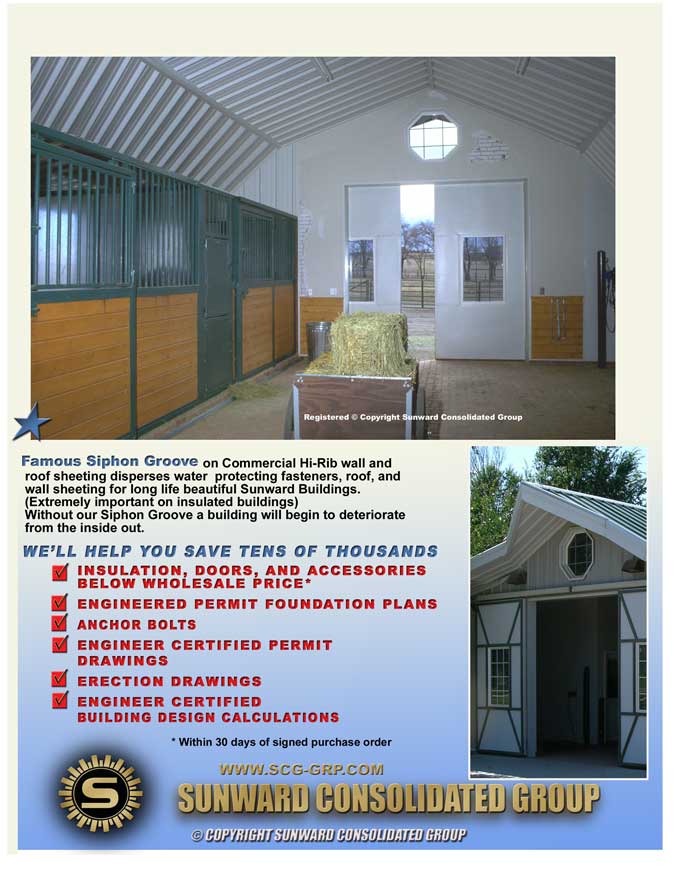 Registered © Copyright Sunward Consolidated Group
Famous Siphon Groove on Commercial Hi-Rib wall and
roof sheeting disperses water protecting fasteners, roof, and
wall sheeting for long life beautiful Sunward Buildings.
(Extremely important on insulated buildings)
Without our Siphon Groove a building will begin to deteriorate
from the inside out.
WE'LL HELP YOU SAVE TENS OF THOUSANDS
INSULATION, DOORS, AND ACCESSORIES
BELOW WHOLESALE PRICE*
ENGINEERED PERMIT FOUNDATION PLANS
ANCHOR BOLTS
ENGINEER CERTIFIED PERMIT
DRAWINGS
ERECTION DRAWINGS
ENGINEER CERTIFIED
BUILDING DESIGN CALCULATIONS
* Within 30 days of signed purchase order
WWW.SCG-GRP.COM
S
SUNWARD CONSOLIDATED GROUP
© COPYRIGHT SUNWARD CONSOLIDATED GROUP